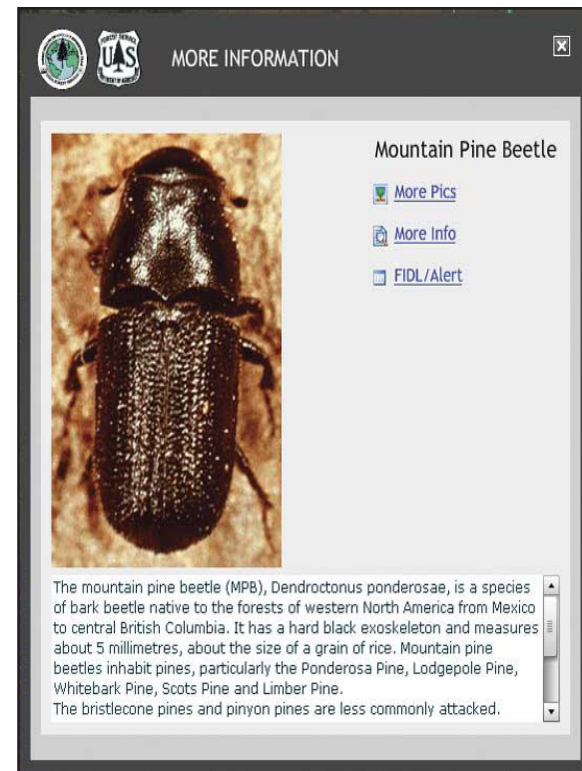 FOREST SERVICE
UAS
MORE INFORMATION
Mountain Pine Beetle
More Pics
More Info
FIDL/Alert
The mountain pine beetle (MPB), Dendroctonus ponderosae, is a species
of bark beetle native to the forests of western North America from Mexico
to central British Columbia. It has a hard black exoskeleton and measures
about 5 millimetres, about the size of a grain of rice. Mountain pine
beetles inhabit pines, particularly the Ponderosa Pine, Lodgepole Pine,
Whitebark Pine, Scots Pine and Limber Pine.
The bristlecone pines and pinyon pines are less commonly attacked.